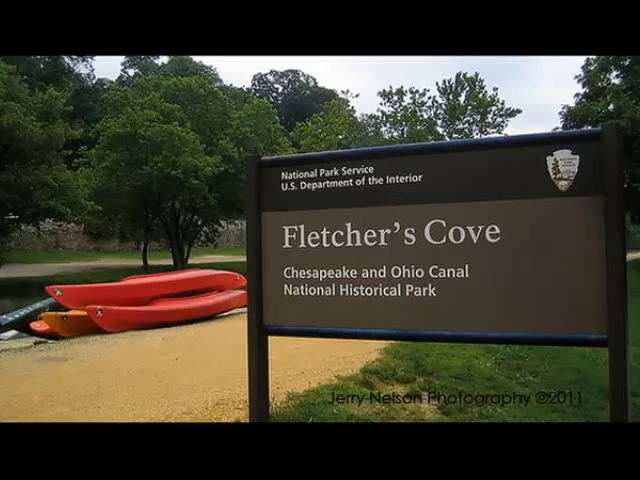 National Park Service
U.S. Department of the Interior
Fletcher's Cove
Chesapeake and Ohio Canal
National Historical Park
Jerry Nelson Photography ©2011